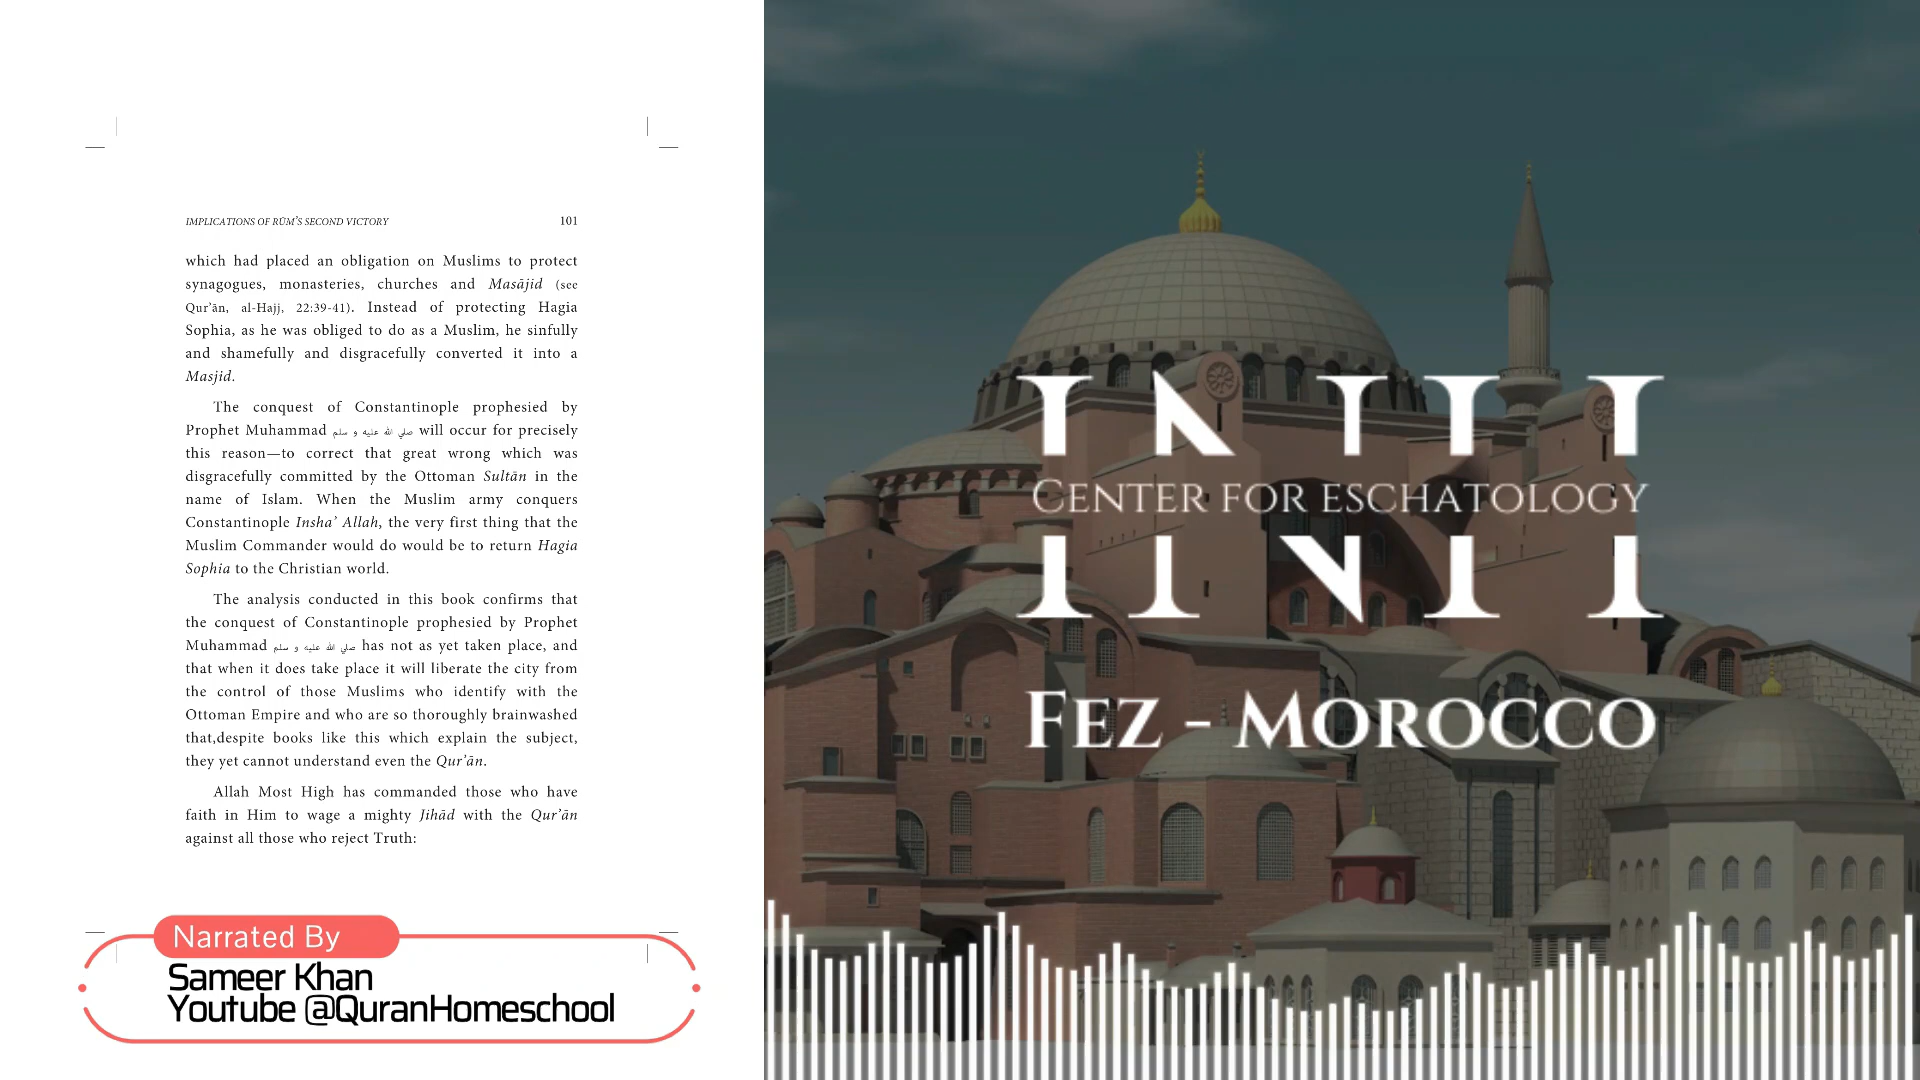 IMPLICATIONS OF RŪM'S SECOND VICTORY 101
which had placed an obligation on Muslims to protect
synagogues, monasteries, churches and Masājid (see
Qur'ān, al-Hajj, 22:39-41). Instead of protecting Hagia
Sophia, as he was obliged to do as a Muslim, he sinfully
and shamefully and disgracefully converted it into a
Masjid.
The conquest of Constantinople prophesied by
Prophet Muhammad صلي الله عليه و سلم will occur for precisely
this reason—to correct that great wrong which was
disgracefully committed by the Ottoman Sultān in the
name of Islam. When the Muslim army conquers
Constantinople Insha' Allah, the very first thing that the
Muslim Commander would do would be to return Hagia
Sophia to the Christian world.
The analysis conducted in this book confirms that
the conquest of Constantinople prophesied by Prophet
Muhammad صلي الله عليه و سلم has not as yet taken place, and
that when it does take place it will liberate the city from
the control of those Muslims who identify with the
Ottoman Empire and who are so thoroughly brainwashed
that,despite books like this which explain the subject,
they yet cannot understand even the Qur'ān.
Allah Most High has commanded those who have
faith in Him to wage a mighty Jihād with the Qur'ān
against all those who reject Truth:
Narrated By
Sameer Khan
Youtube @QuranHomeschool
CENTER FOR ESCHATOLOGY
FEZ - MOROCCO